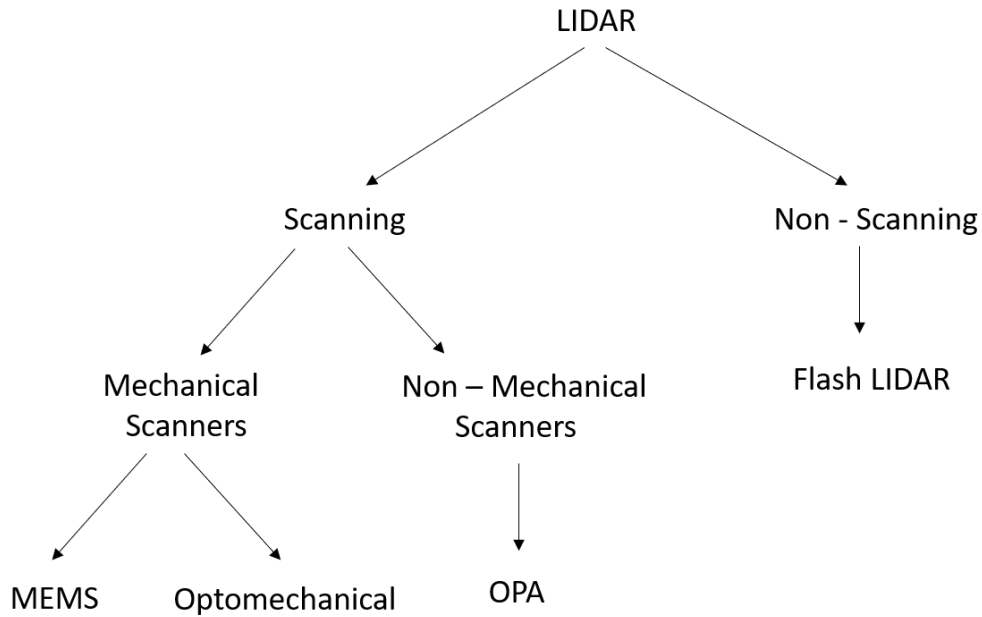 LIDAR
Scanning
Non - Scanning
Mechanical
Scanners
Non – Mechanical
Scanners
Flash LIDAR
MEMS
Optomechanical
OPA